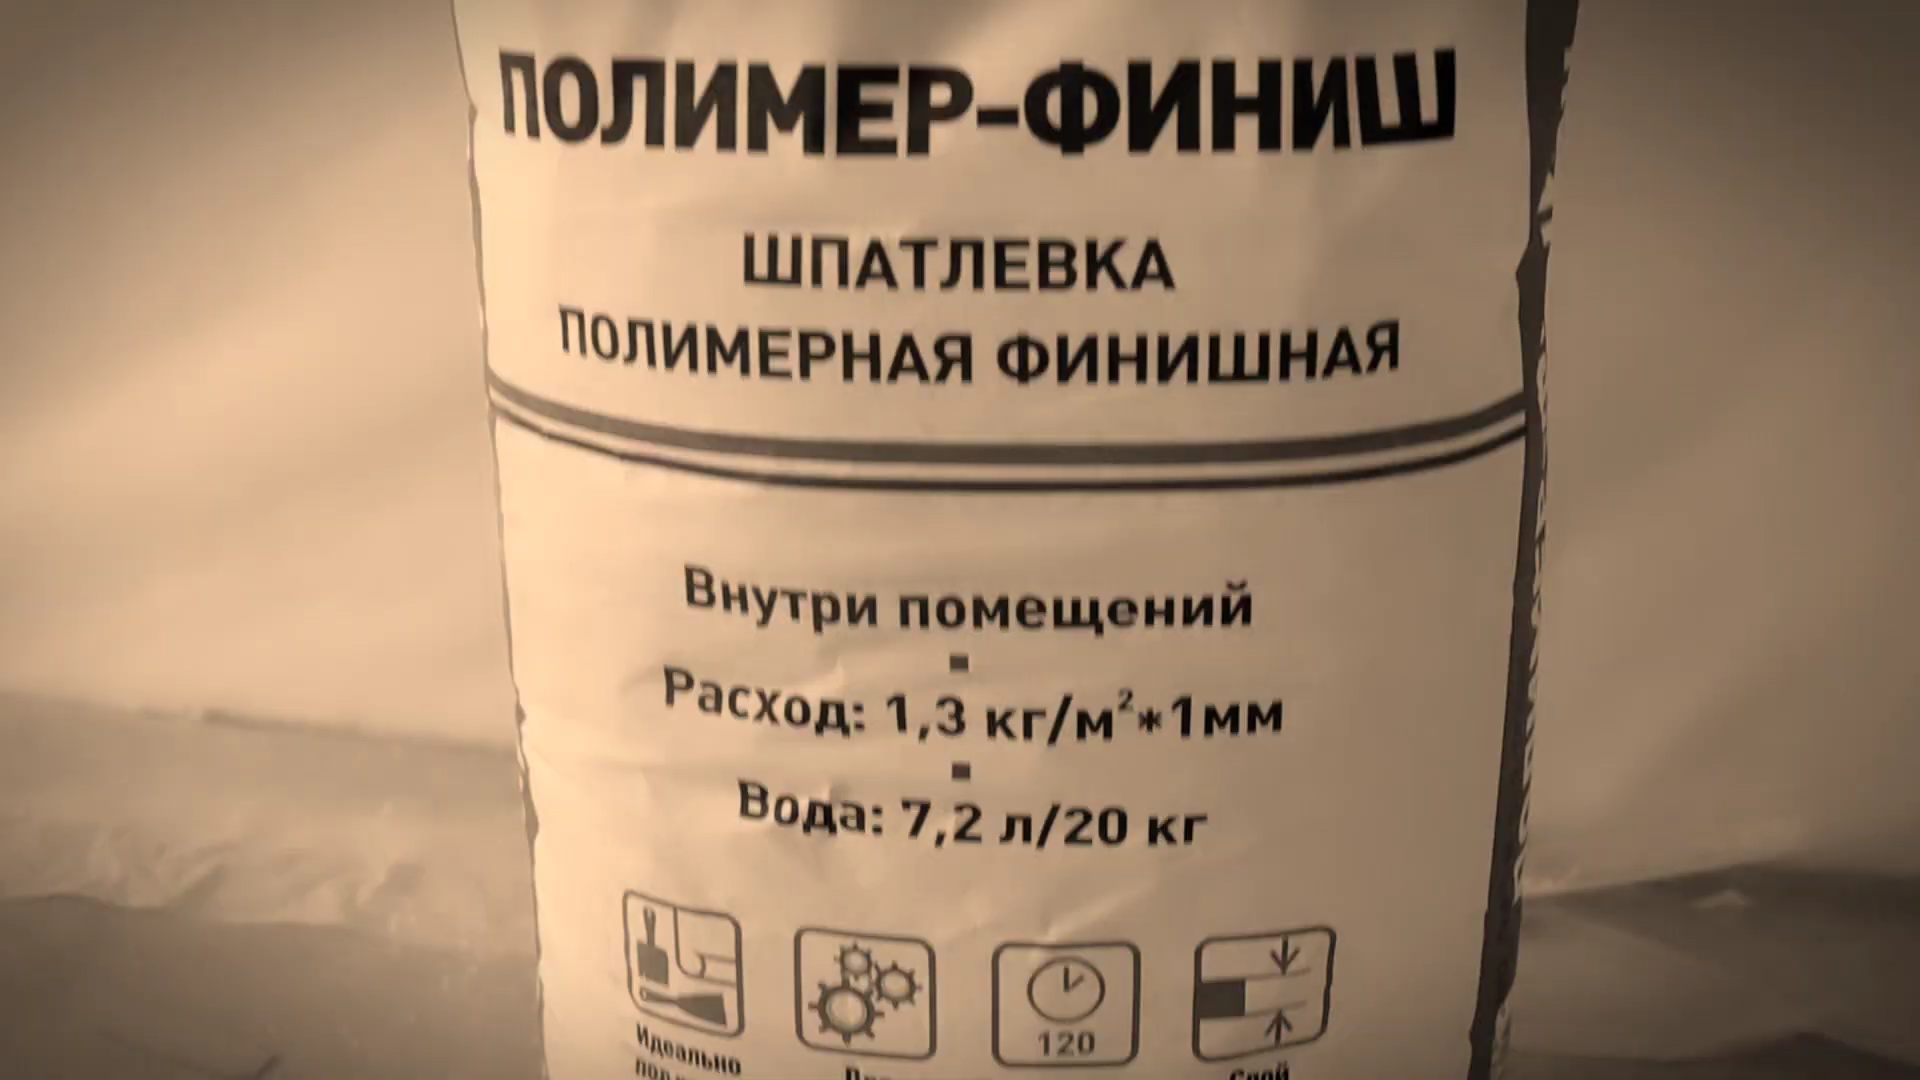 ПОЛИМЕР-ФИНИШ
ШПАТЛЕВКА
ПОЛИМЕРНАЯ ФИНИШНАЯ
Внутри помещений
Расход: 1,3 кг/м²*1мм
Вода: 7,2 л/20 кг
120
Идеально
Слой